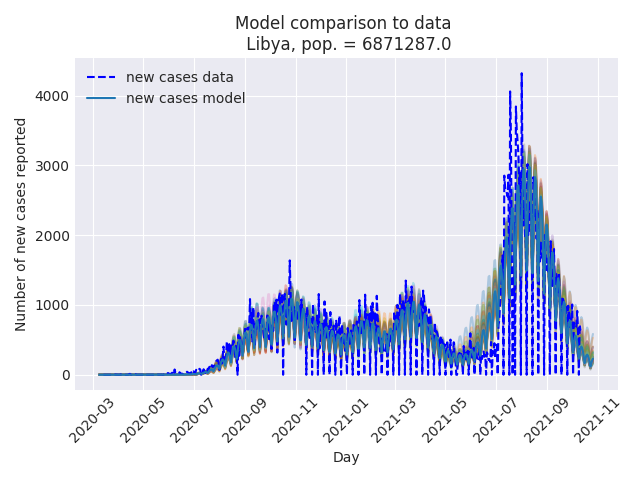 Model comparison to data
Libya, pop. = 6871287.0
new cases data
new cases model
Number of new cases reported
4000
3000
2000
1000
0
2020-03
2020-05
2020-07
2020-09
2020-11
2021-01
2021-03
2021-05
2021-07
2021-09
2021-11
Day